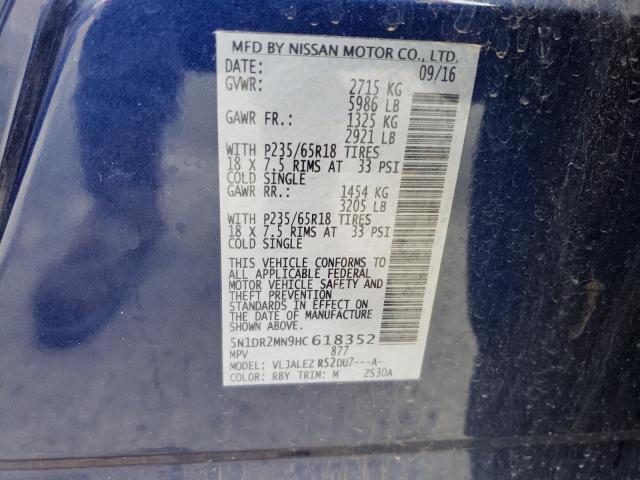 MFD BY NISSAN MOTOR CO., LTD.
DATE: 09/16
GVWR: 2715 KG
5986 LB
GAWR FR.: 1325 KG
2921 LB
WITH P235/65R18 TIRES
18 X 7.5 RIMS AT 33 PSI
COLD SINGLE
GAWR RR.: 1454 KG
3205 LB
WITH P235/65R18 TIRES
18 X 7.5 RIMS AT 33 PSI
COLD SINGLE
THIS VEHICLE CONFORMS TO
ALL APPLICABLE FEDERAL
MOTOR VEHICLE SAFETY AND
THEFT PREVENTION
STANDARDS IN EFFECT ON
THE DATE OF MANUFACTURE
SHOWN ABOVE.
5N1DR2MN9HC618352
MPV 877
MODEL: VLJALEZ R52DU7---A-
COLOR: RBY TRIM: M ZS30A